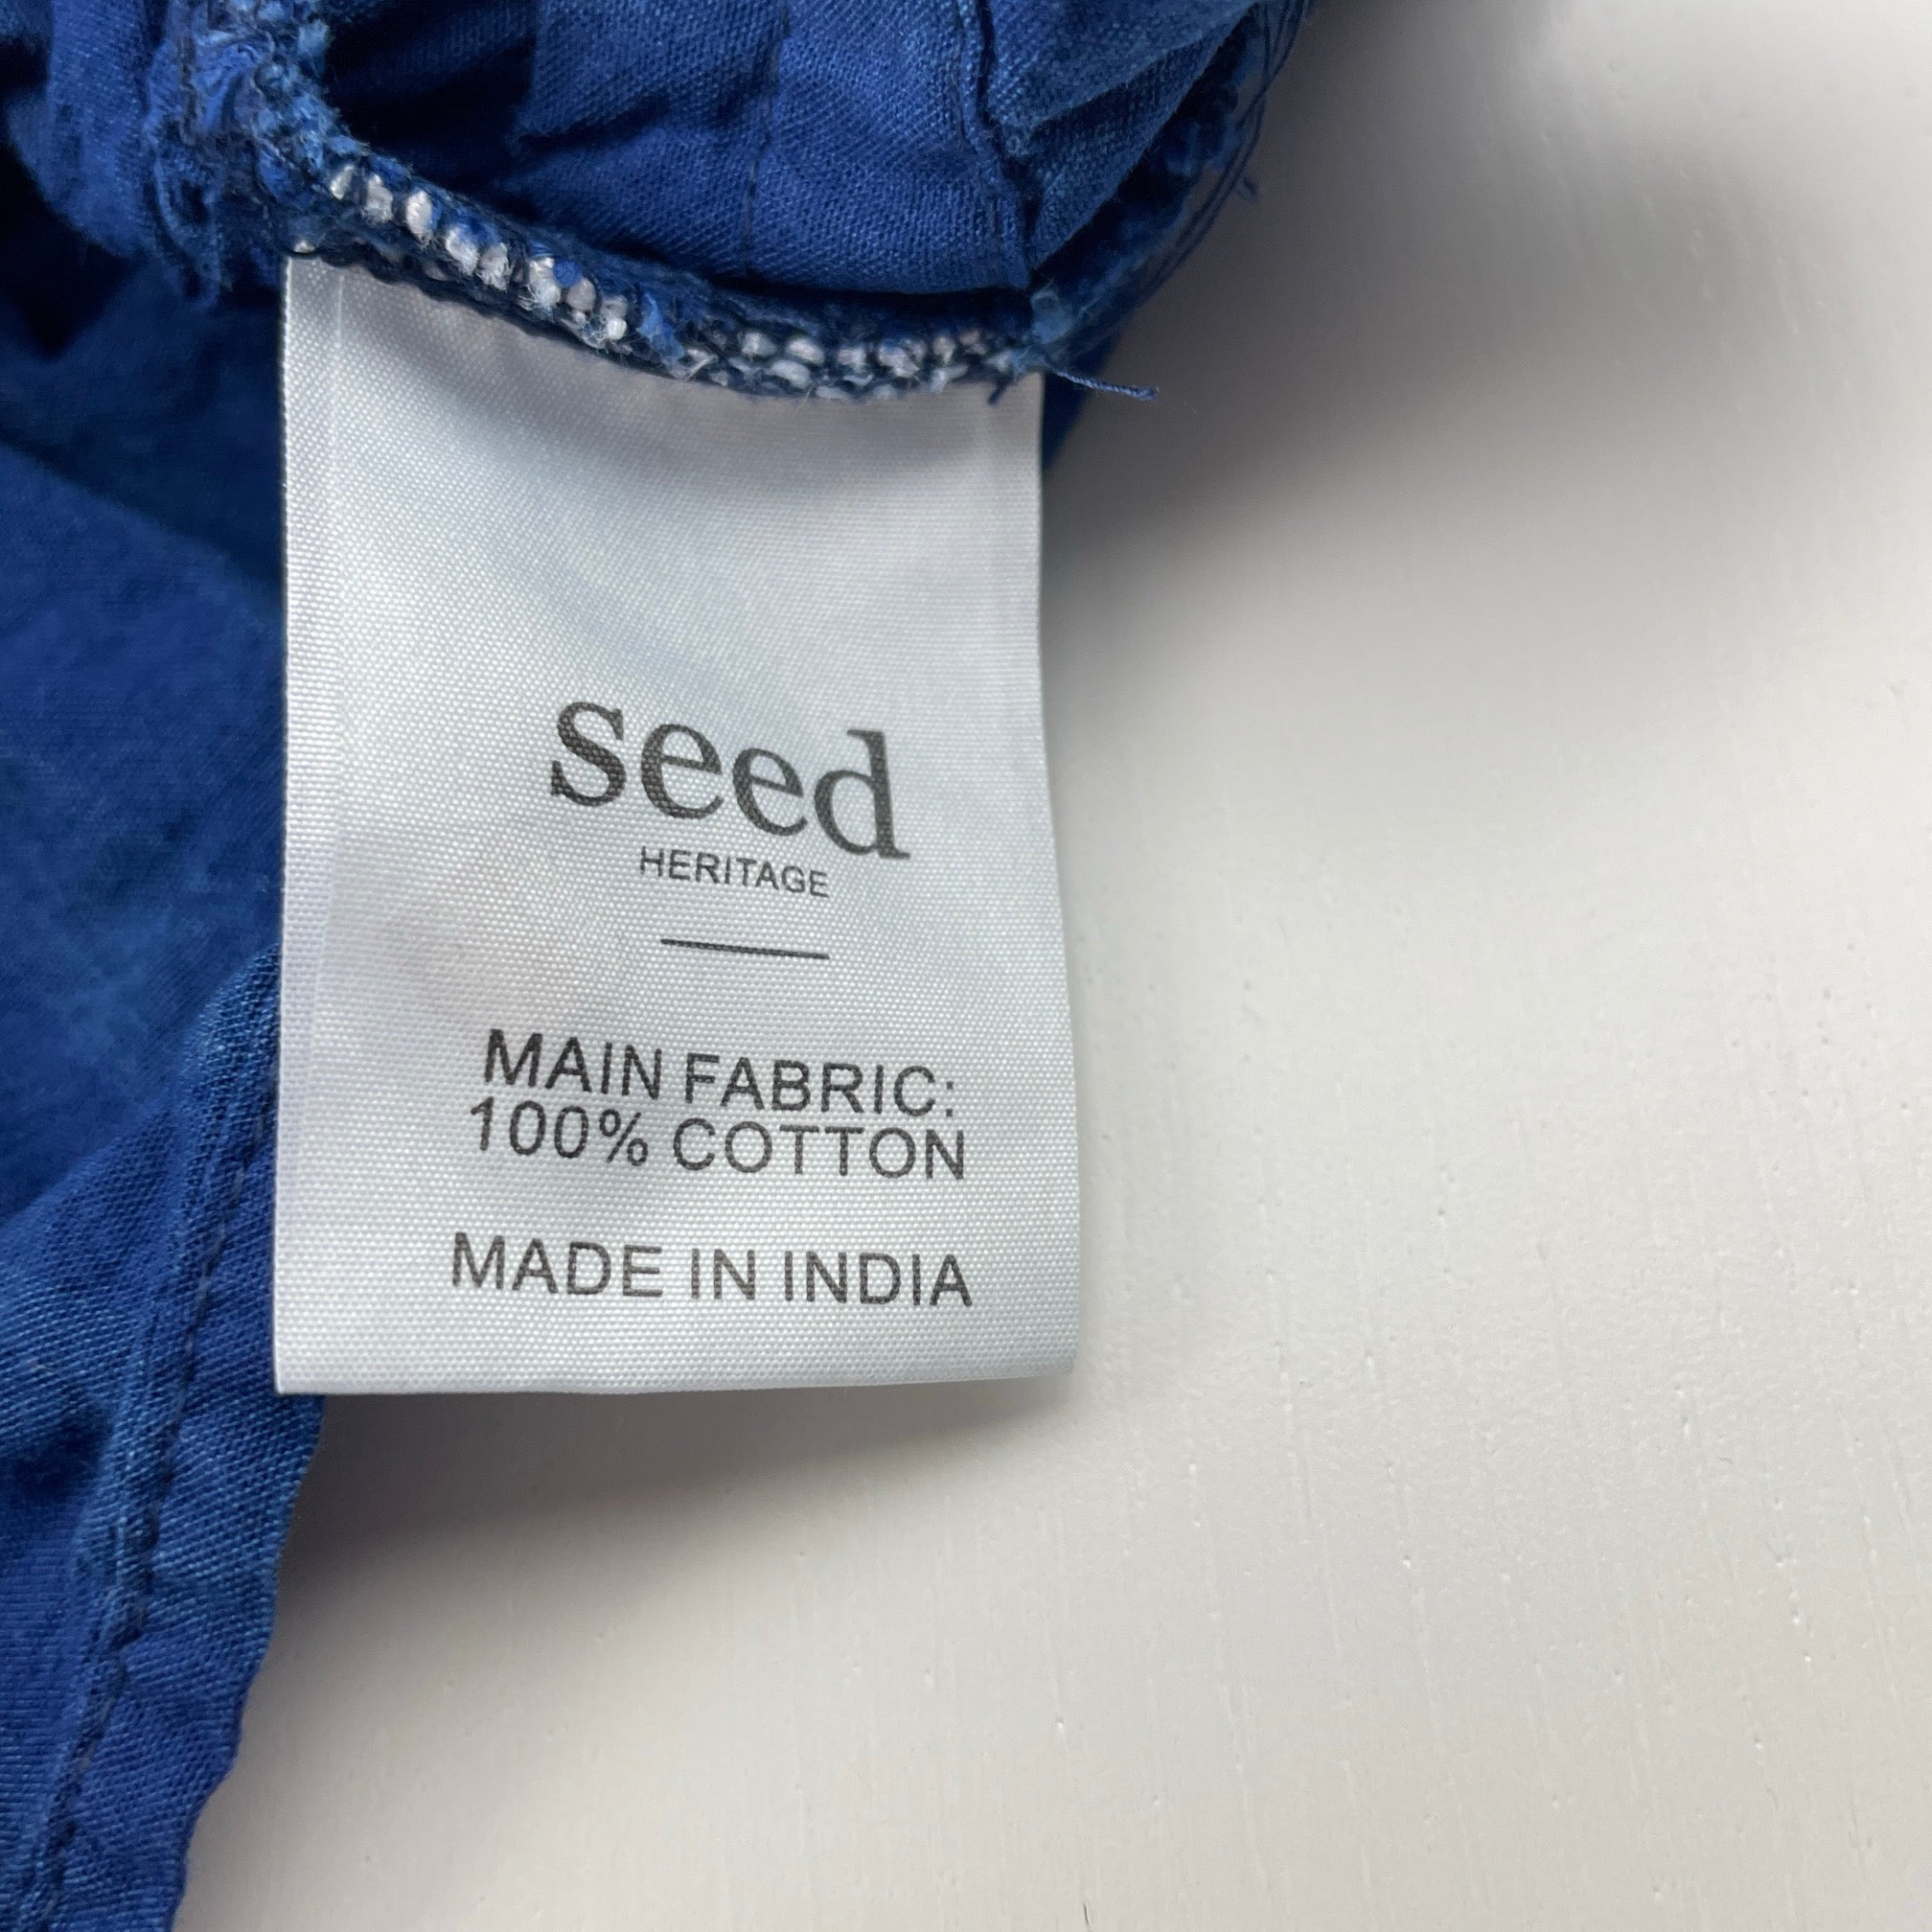 seed
HERITAGE
MAIN FABRIC:
100% COTTON
MADE IN INDIA